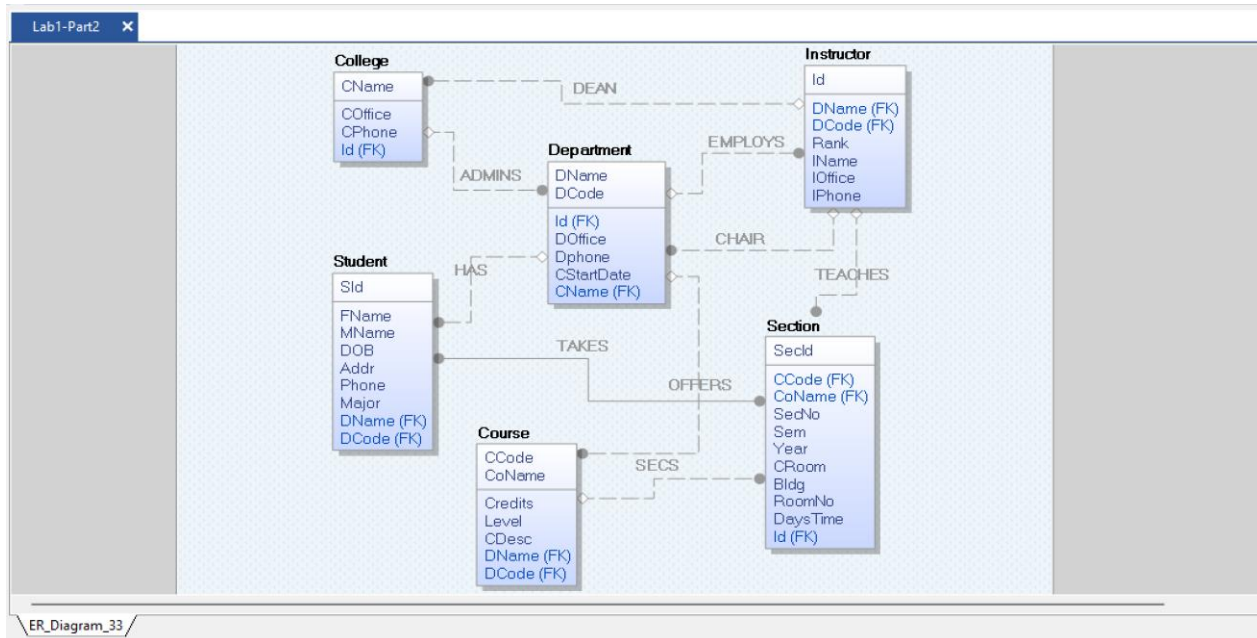 Lab1-Part2
College
CName
COffice
CPhone
Id (FK)
DEAN
Instructor
Id
DName (FK)
DCode (FK)
Rank
IName
IOffice
IPhone
EMPLOYS
ADMINS
Department
DName
DCode
Id (FK)
DOffice
Dphone
CStartDate
CName (FK)
CHAIR
TEACHES
HAS
Student
SId
FName
MName
DOB
Addr
Phone
Major
DName (FK)
DCode (FK)
TAKES
OFFERS
Section
SecId
CCode (FK)
CoName (FK)
SecNo
Sem
Year
CRoom
Bldg
RoomNo
DaysTime
Id (FK)
SECS
Course
CCode
CoName
Credits
Level
CDesc
DName (FK)
DCode (FK)
ER_Diagram_33